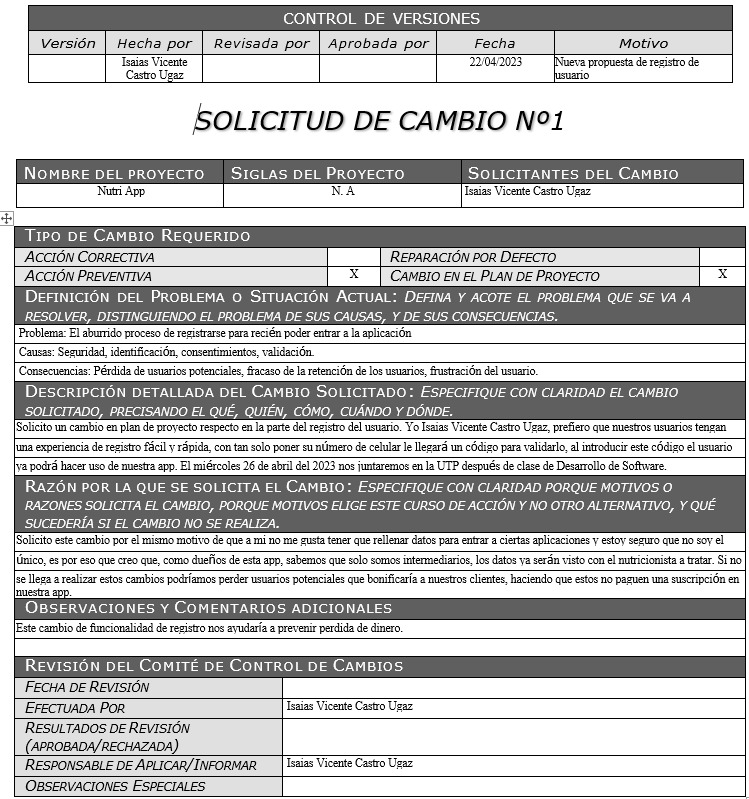 CONTROL DE VERSIONES
Versión Hecha por Revisada por Aprobada por Fecha Motivo
Isaias Vicente Castro Ugaz 22/04/2023 Nueva propuesta de registro de usuario
SOLICITUD DE CAMBIO Nº1
NOMBRE DEL PROYECTO SIGLAS DEL PROYECTO SOLICITANTES DEL CAMBIO
Nutri App N. A Isaias Vicente Castro Ugaz
TIPO DE CAMBIO REQUERIDO
ACCIÓN CORRECTIVA REPARACIÓN POR DEFECTO
ACCIÓN PREVENTIVA X CAMBIO EN EL PLAN DE PROYECTO X
DEFINICIÓN DEL PROBLEMA O SITUACIÓN ACTUAL: DEFINA Y ACOTE EL PROBLEMA QUE SE VA A
RESOLVER, DISTINGUIENDO EL PROBLEMA DE SUS CAUSAS, Y DE SUS CONSECUENCIAS.
Problema: El aburrido proceso de registrarse para recién poder entrar a la aplicación
Causas: Seguridad, identificación, consentimientos, validación.
Consecuencias: Pérdida de usuarios potenciales, fracaso de la retención de los usuarios, frustración del usuario.
DESCRIPCIÓN DETALLADA DEL CAMBIO SOLICITADO: ESPECIFIQUE CON CLARIDAD EL CAMBIO
SOLICITADO, PRECISANDO EL QUÉ, QUIÉN, CÓMO, CUÁNDO Y DÓNDE.
Solicito un cambio en plan de proyecto respecto en la parte del registro del usuario. Yo Isaias Vicente Castro Ugaz, prefiero que nuestros usuarios tengan
una experiencia de registro fácil y rápida, con tan solo poner su número de celular le llegará un código para validarlo, al introducir este código el usuario
ya podrá hacer uso de nuestra app. El miércoles 26 de abril del 2023 nos juntaremos en la UTP después de clase de Desarrollo de Software.
RAZÓN POR LA QUE SE SOLICITA EL CAMBIO: ESPECIFIQUE CON CLARIDAD PORQUE MOTIVOS O
RAZONES SOLICITA EL CAMBIO, PORQUE MOTIVOS ELIGE ESTE CURSO DE ACCIÓN Y NO OTRO ALTERNATIVO, Y QUÉ
SUCEDERÍA SI EL CAMBIO NO SE REALIZA.
Solicito este cambio por el mismo motivo de que a mi no me gusta tener que rellenar datos para entrar a ciertas aplicaciones y estoy seguro que no soy el
único, es por eso que creo que, como dueños de esta app, sabemos que solo somos intermediarios, los datos ya serán visto con el nutricionista a tratar. Si no
se llega a realizar estos cambios podríamos perder usuarios potenciales que bonificaría a nuestros clientes, haciendo que estos no paguen una suscripción en
nuestra app.
OBSERVACIONES Y COMENTARIOS ADICIONALES
Este cambio de funcionalidad de registro nos ayudaría a prevenir perdida de dinero.
REVISIÓN DEL COMITÉ DE CONTROL DE CAMBIOS
FECHA DE REVISIÓN
EFECTUADA POR Isaias Vicente Castro Ugaz
RESULTADOS DE REVISIÓN
(APROBADA/RECHAZADA)
RESPONSABLE DE APLICAR/INFORMAR Isaias Vicente Castro Ugaz
OBSERVACIONES ESPECIALES